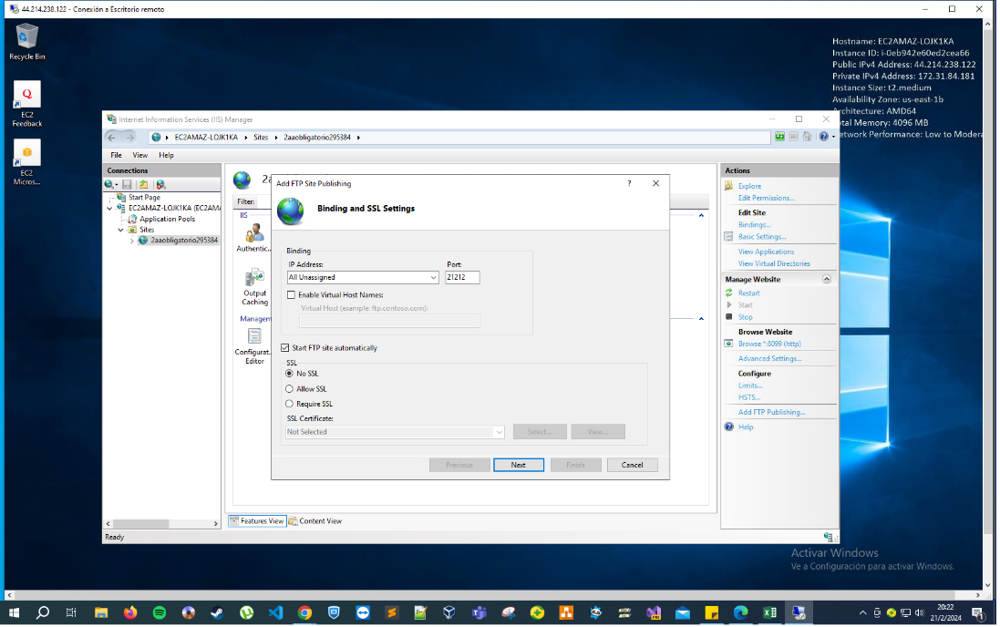 44.214.238.122 - Conexión a Escritorio remoto
Recycle Bin
EC2
Feedback
EC2
Micros...
Hostname: EC2AMAZ-LOJK1KA
Instance ID: i-0eb942e60ed2cea66
Public IPv4 Address: 44.214.238.122
Private IPv4 Address: 172.31.84.181
Instance Size: t2.medium
Availability Zone: us-east-1b
Architecture: AMD64
Total Memory: 4096 MB
Network Performance: Low to Modera
Internet Information Services (IIS) Manager
EC2AMAZ-LOJK1KA Sites 2aaobligatorio295384
File View Help
Connections
Start Page
EC2AMAZ-LOJK1KA (EC2AMA
Application Pools
Sites
2aaobligatorio295384
Filter:
IIS
Authentic...
Output
Caching
Managem
Configurat...
Editor
Add FTP Site Publishing
?
Binding and SSL Settings
Binding
IP Address: Port:
All Unassigned 21212
Enable Virtual Host Names:
Virtual Host (example: ftp.contoso.com):
Start FTP site automatically
SSL
No SSL
Allow SSL
Require SSL
SSL Certificate:
Not Selected Select... View...
Previous Next Finish Cancel
Features View Content View
Ready
Actions
Explore
Edit Permissions...
Edit Site
Bindings...
Basic Settings...
View Applications
View Virtual Directories
Manage Website
Restart
Start
Stop
Browse Website
Browse *:8099 (http)
Advanced Settings...
Configure
Limits...
HSTS...
Add FTP Publishing...
Help
Activar Windows
Ve a Configuración para activar Windows.
20:22
21/2/2024